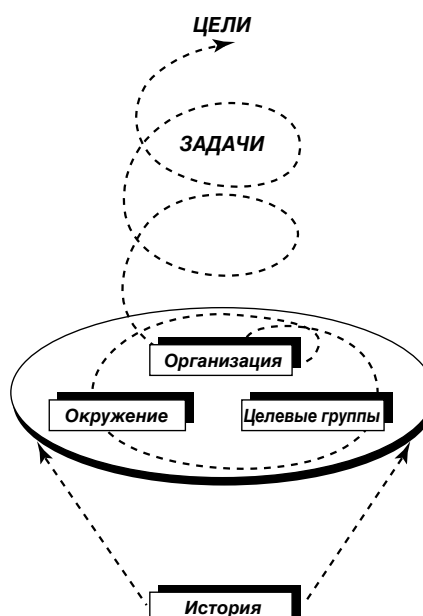 ЦЕЛИ
ЗАДАЧИ
Организация
Окружение
Целевые группы
История